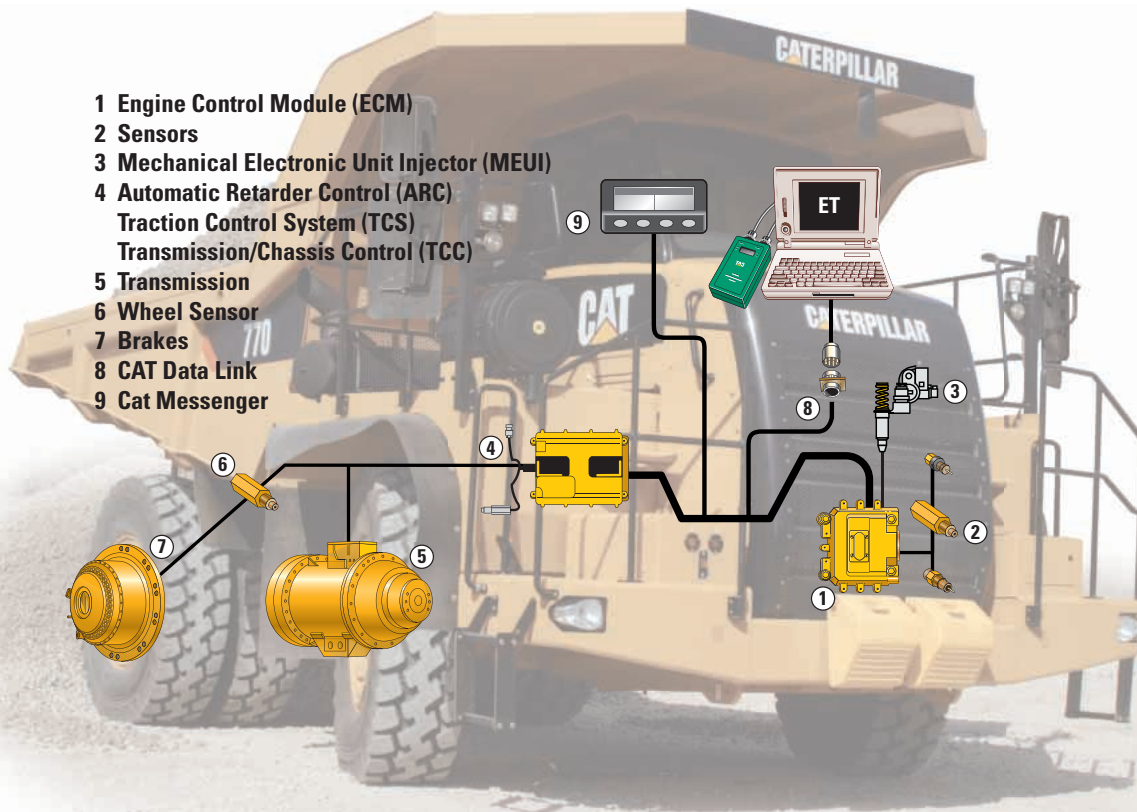 CATERPILLAR
1 Engine Control Module (ECM)
2 Sensors
3 Mechanical Electronic Unit Injector (MEUI)
4 Automatic Retarder Control (ARC)
Traction Control System (TCS)
Transmission/Chassis Control (TCC)
5 Transmission
6 Wheel Sensor
7 Brakes
8 CAT Data Link
9 Cat Messenger
9
ET
770
CAT
CATERPILLAR
3
8
4
6
2
7
5
1